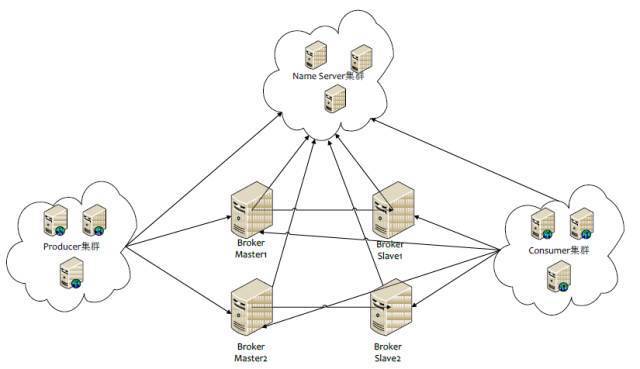 Name Server集群
Producer集群
Broker
Master1
Broker
Slave1
Consumer集群
Broker
Master2
Broker
Slave2